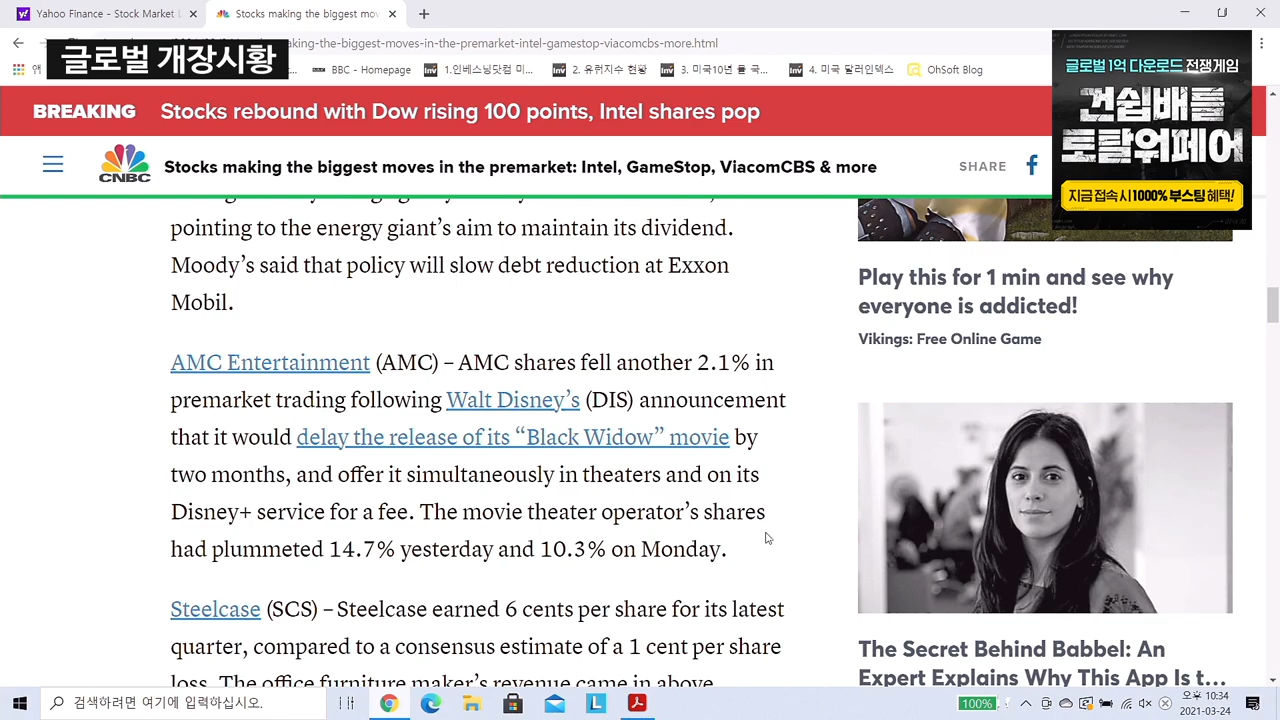 Yahoo Finance - Stock Market
Stocks making the biggest mov
글로벌 개장시황
aking-the-bigg
-the-premarket-intel-gamestop-viacomcbs-more.html
BBC - Homepage
1.인베스팅닷컴 미...
2. 유위지수 현황
3. 미국10년 물 국...
4. 미국 달러인덱스
OhSoft Blog
BREAKING
Stocks rebound with Dow rising 100 points, Intel shares pop
CNBC
Stocks making the biggest moves in the premarket: Intel, GameStop, ViacomCBS & more
SHARE
글로벌 1억 다운로드 전쟁게임
건쉽배틀
토탈워페어
지금 접속 시 1000% 부스팅 혜택!
pointing to the energy giant's aim to maintain its dividend.
Moody's said that policy will slow debt reduction at Exxon
Mobil.
AMC Entertainment (AMC) – AMC shares fell another 2.1% in
premarket trading following Walt Disney's (DIS) announcement
that it would delay the release of its “Black Widow” movie by
two months, and offer it simultaneously in theaters and on its
Disney+ service for a fee. The movie theater operator's shares
had plummeted 14.7% yesterday and 10.3% on Monday.
Steelcase (SCS) – Steelcase earned 6 cents per share for its latest
quarter, compared to a consensus estimate of a 1 cent per share
loss. The office furniture maker's revenue came in above
Play this for 1 min and see why
everyone is addicted!
Vikings: Free Online Game
The Secret Behind Babbel: An
Expert Explains Why This App Is t...
검색하려면 여기에 입력하십시오.
100%
오후 10:34
2021-03-24